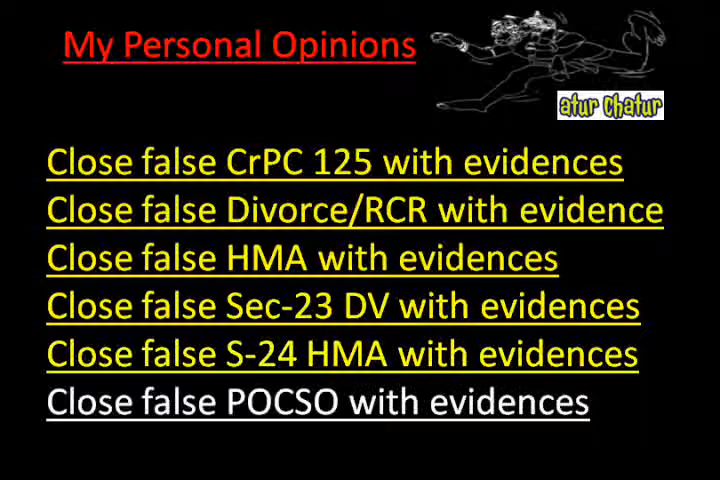 My Personal Opinions
atur chatur
Close false CrPC 125 with evidences
Close false Divorce/RCR with evidence
Close false HMA with evidences
Close false Sec-23 DV with evidences
Close false S-24 HMA with evidences
Close false POCSO with evidences